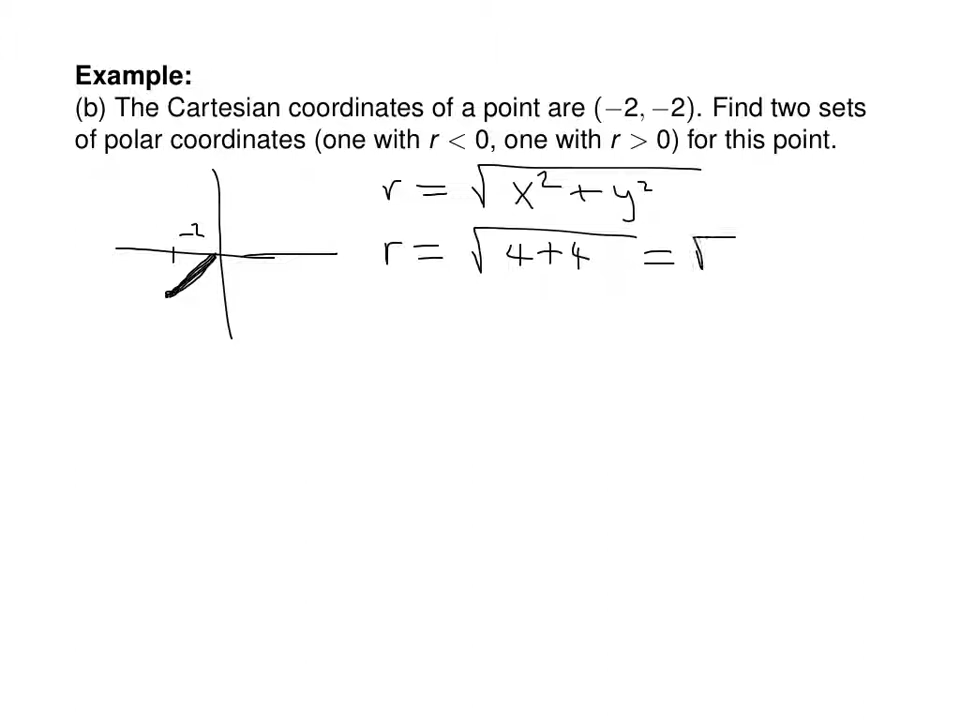 Example:
(b) The Cartesian coordinates of a point are (−2, −2). Find two sets
of polar coordinates (one with r < 0, one with r > 0) for this point.
r = √x² + y²
-2
r = √4+4 = √